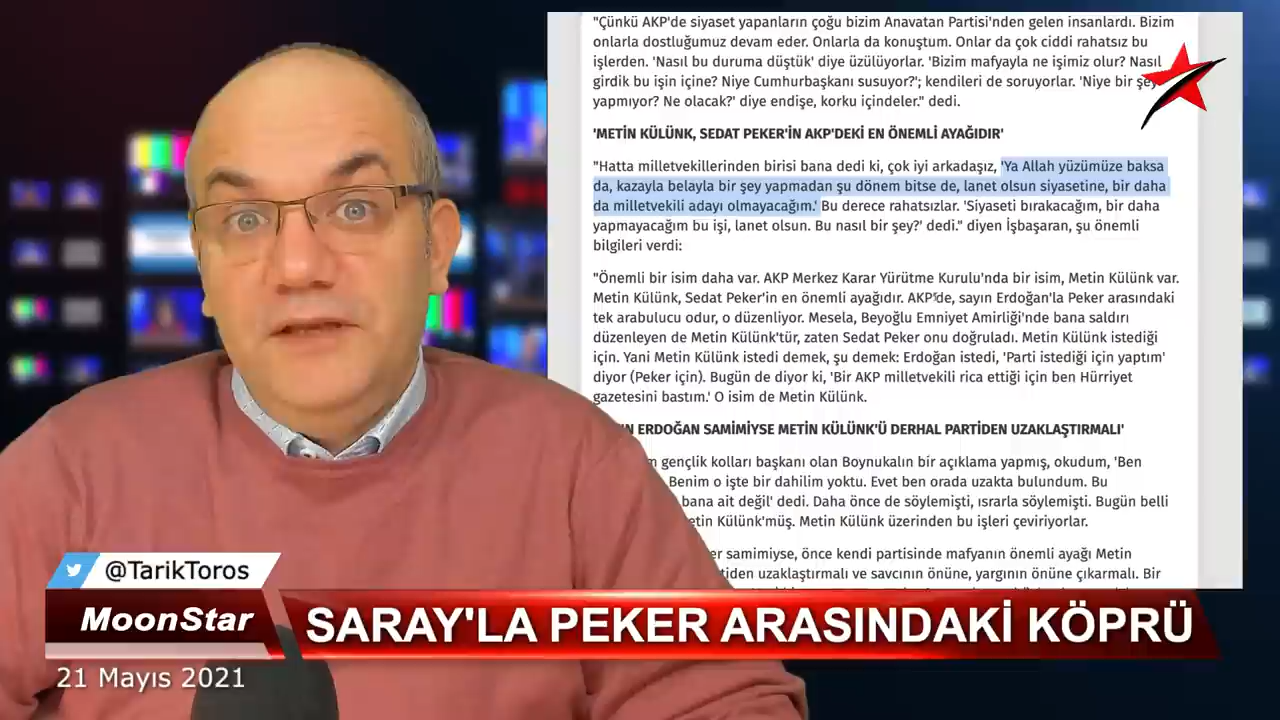 "Çünkü AKP'de siyaset yapanların çoğu bizim Anavatan Partisi'nden gelen insanlardı. Bizim
onlarla dostluğumuz devam eder. Onlarla da konuştum. Onlar da çok ciddi rahatsız bu
işlerden. 'Nasıl bu duruma düştük' diye üzülüyorlar. 'Bizim mafyayla ne işimiz olur? Nasıl
girdik bu işin içine? Niye Cumhurbaşkanı susuyor?'; kendileri de soruyorlar. 'Niye bir şey
yapmıyor? Ne olacak?' diye endişe, korku içindeler." dedi.
'METİN KÜLÜNK, SEDAT PEKER'İN AKP'DEKİ EN ÖNEMLİ AYAĞIDIR'
"Hatta milletvekillerinden birisi bana dedi ki, çok iyi arkadaşız, 'Ya Allah yüzümüze baksa
da, kazayla belayla bir şey yapmadan şu dönem bitse de, lanet olsun siyasetine, bir daha
da milletvekili adayı olmayacağım.' Bu derece rahatsızlar. 'Siyaseti bırakacağım, bir daha
yapmayacağım bu işi, lanet olsun. Bu nasıl bir şey?' dedi." diyen İşbaşaran, şu önemli
bilgileri verdi:
"Önemli bir isim daha var. AKP Merkez Karar Yürütme Kurulu'nda bir isim, Metin Külünk var.
Metin Külünk, Sedat Peker'in en önemli ayağıdır. AKP'de, sayın Erdoğan'la Peker arasındaki
tek arabulucu odur, o düzenliyor. Mesela, Beyoğlu Emniyet Amirliği'nde bana saldırı
düzenleyen de Metin Külünk'tür, zaten Sedat Peker onu doğruladı. Metin Külünk istediği
için. Yani Metin Külünk istedi demek, şu demek: Erdoğan istedi, 'Parti istediği için yaptım'
diyor (Peker için). Bugün de diyor ki, 'Bir AKP milletvekili rica ettiği için ben Hürriyet
gazetesini bastım.' O isim de Metin Külünk.
ERDOĞAN SAMİMİYSE METİN KÜLÜNK'Ü DERHAL PARTİDEN UZAKLAŞTIRMALI'
gençlik kolları başkanı olan Boynukalın bir açıklama yapmış, okudum, 'Ben
Benim o işte bir dahilim yoktu. Evet ben orada uzakta bulundum. Bu
bana ait değil' dedi. Daha önce de söylemişti, ısrarla söylemişti. Bugün belli
Külünk'müş. Metin Külünk üzerinden bu işleri çeviriyorlar.
samimiyse, önce kendi partisinde mafyanın önemli ayağı Metin
uzaklaştırmalı ve savcının önüne, yargının önüne çıkarmalı. Bir
@TarikToros
MoonStar
SARAY'LA PEKER ARASINDAKİ KÖPRÜ
21 Mayıs 2021